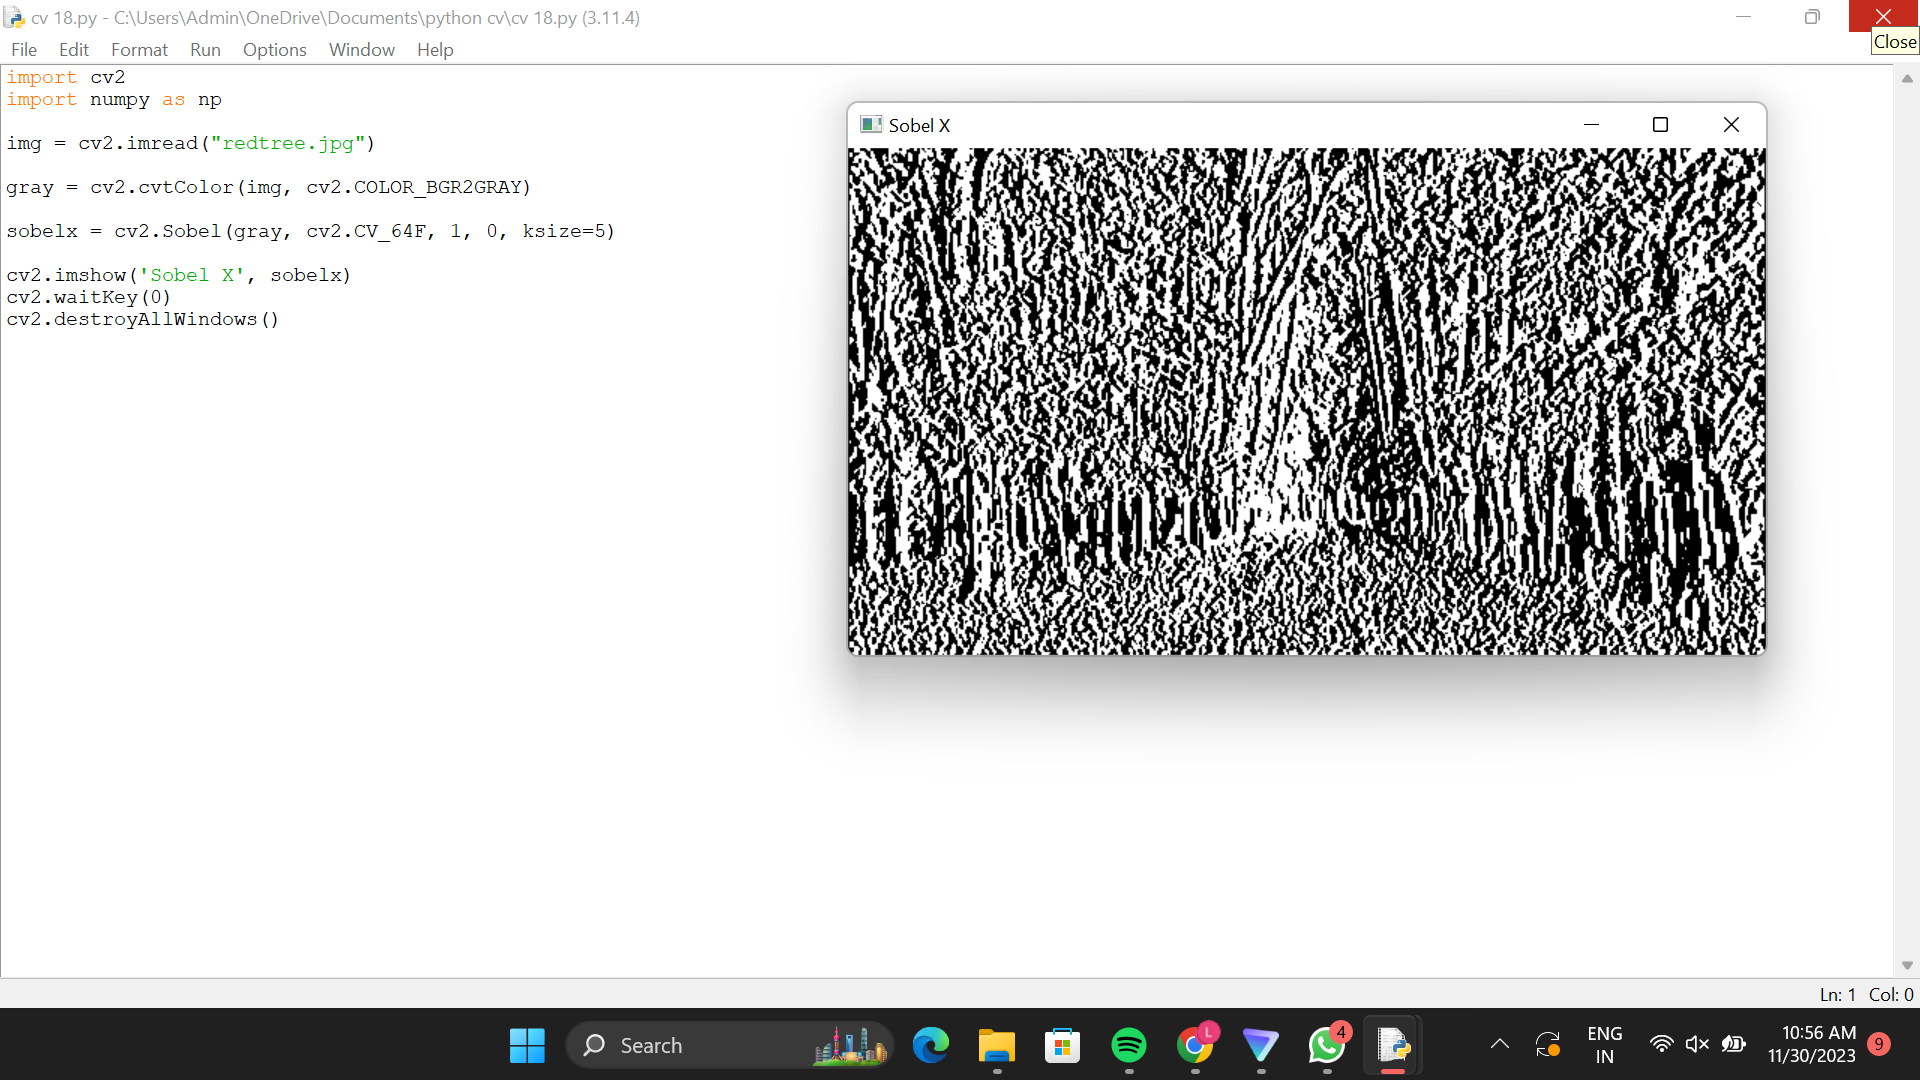 cv 18.py - C:\Users\Admin\OneDrive\Documents\python cv\cv 18.py (3.11.4)
Close
File Edit Format Run Options Window Help
import cv2
import numpy as np
img = cv2.imread("redtree.jpg")
gray = cv2.cvtColor(img, cv2.COLOR_BGR2GRAY)
sobelx = cv2.Sobel(gray, cv2.CV_64F, 1, 0, ksize=5)
cv2.imshow('Sobel X', sobelx)
cv2.waitKey(0)
cv2.destroyAllWindows()
Sobel X
Ln: 1 Col: 0
Search
L
4
ENG
IN
10:56 AM
11/30/2023
9